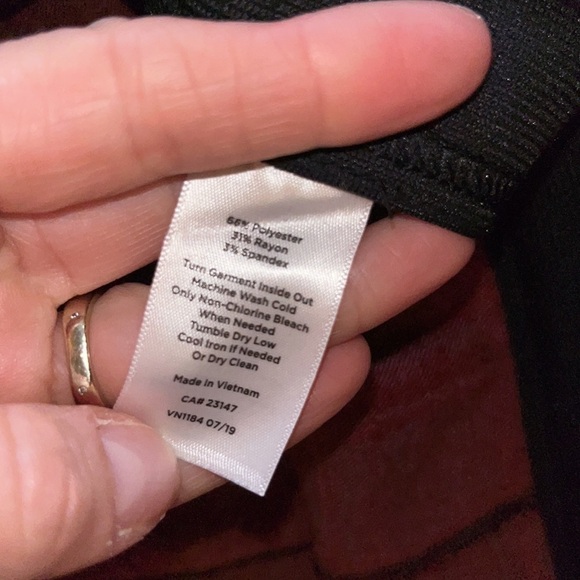 66% Polyester
31% Rayon
3% Spandex
Turn Garment Inside Out
Machine Wash Cold
Only Non-Chlorine Bleach
When Needed
Tumble Dry Low
Cool Iron If Needed
Or Dry Clean
Made in Vietnam
CA# 23147
VN1184 07/19